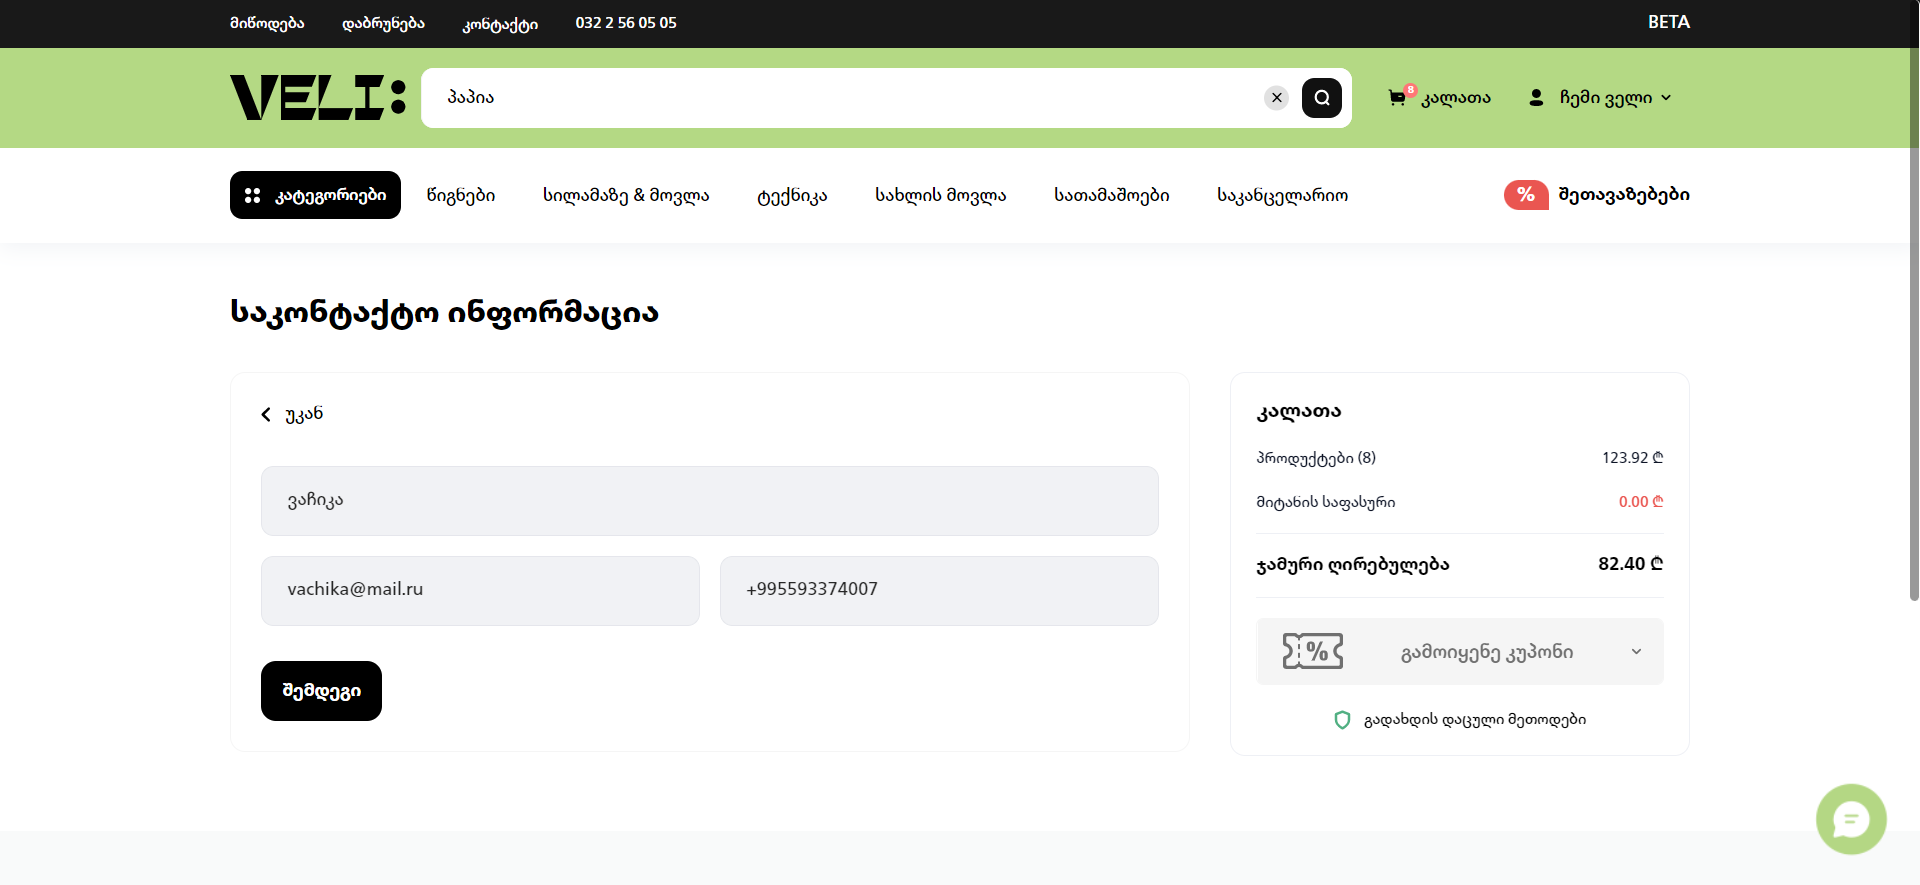 მიწოდება დაბრუნება კონტაქტი 032 2 56 05 05 BETA
VELI: პაპია 8 კალათა ჩემი ველი
კატეგორიები წიგნები სილამაზე & მოვლა ტექნიკა სახლის მოვლა სათამაშოები საკანცელარიო % შეთავაზებები
საკონტაქტო ინფორმაცია
უკან
ვაჩიკა
vachika@mail.ru +995593374007
შემდეგი
კალათა
პროდუქტები (8) 123.92 ₾
მიტანის საფასური 0.00 ₾
ჯამური ღირებულება 82.40 ₾
% გამოიყენე კუპონი
გადახდის დაცული მეთოდები